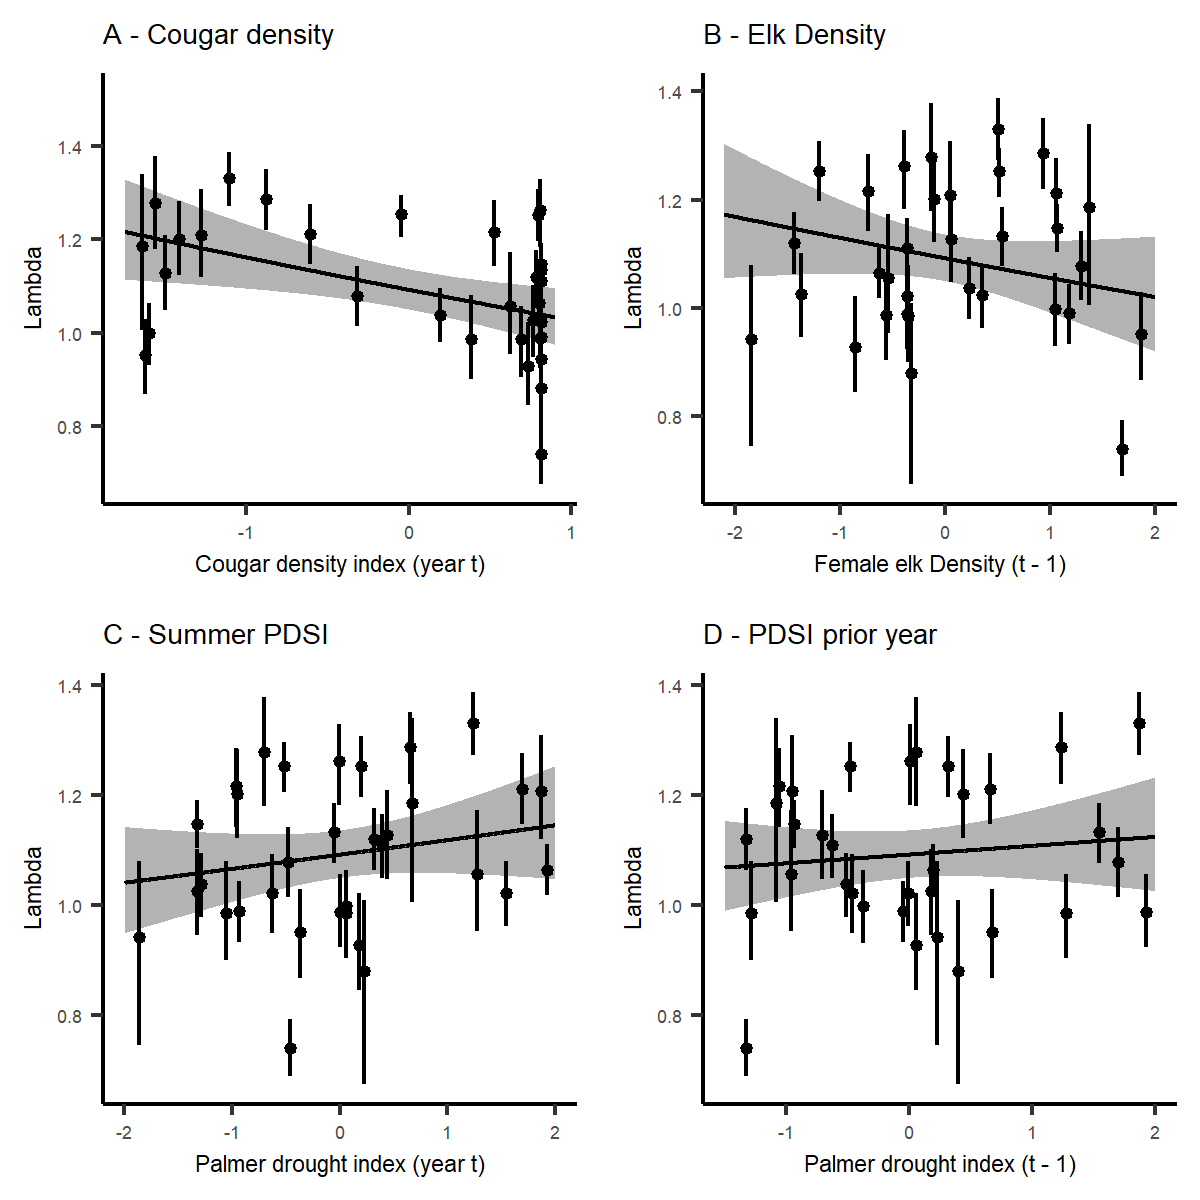 A - Cougar density
1.4
1.2
1.0
0.8
Lambda
-1
0
1
Cougar density index (year t)
B - Elk Density
1.4
1.2
1.0
0.8
Lambda
-2
-1
0
1
2
Female elk Density (t - 1)
C - Summer PDSI
1.4
1.2
1.0
0.8
Lambda
-2
-1
0
1
2
Palmer drought index (year t)
D - PDSI prior year
1.4
1.2
1.0
0.8
Lambda
-1
0
1
2
Palmer drought index (t - 1)